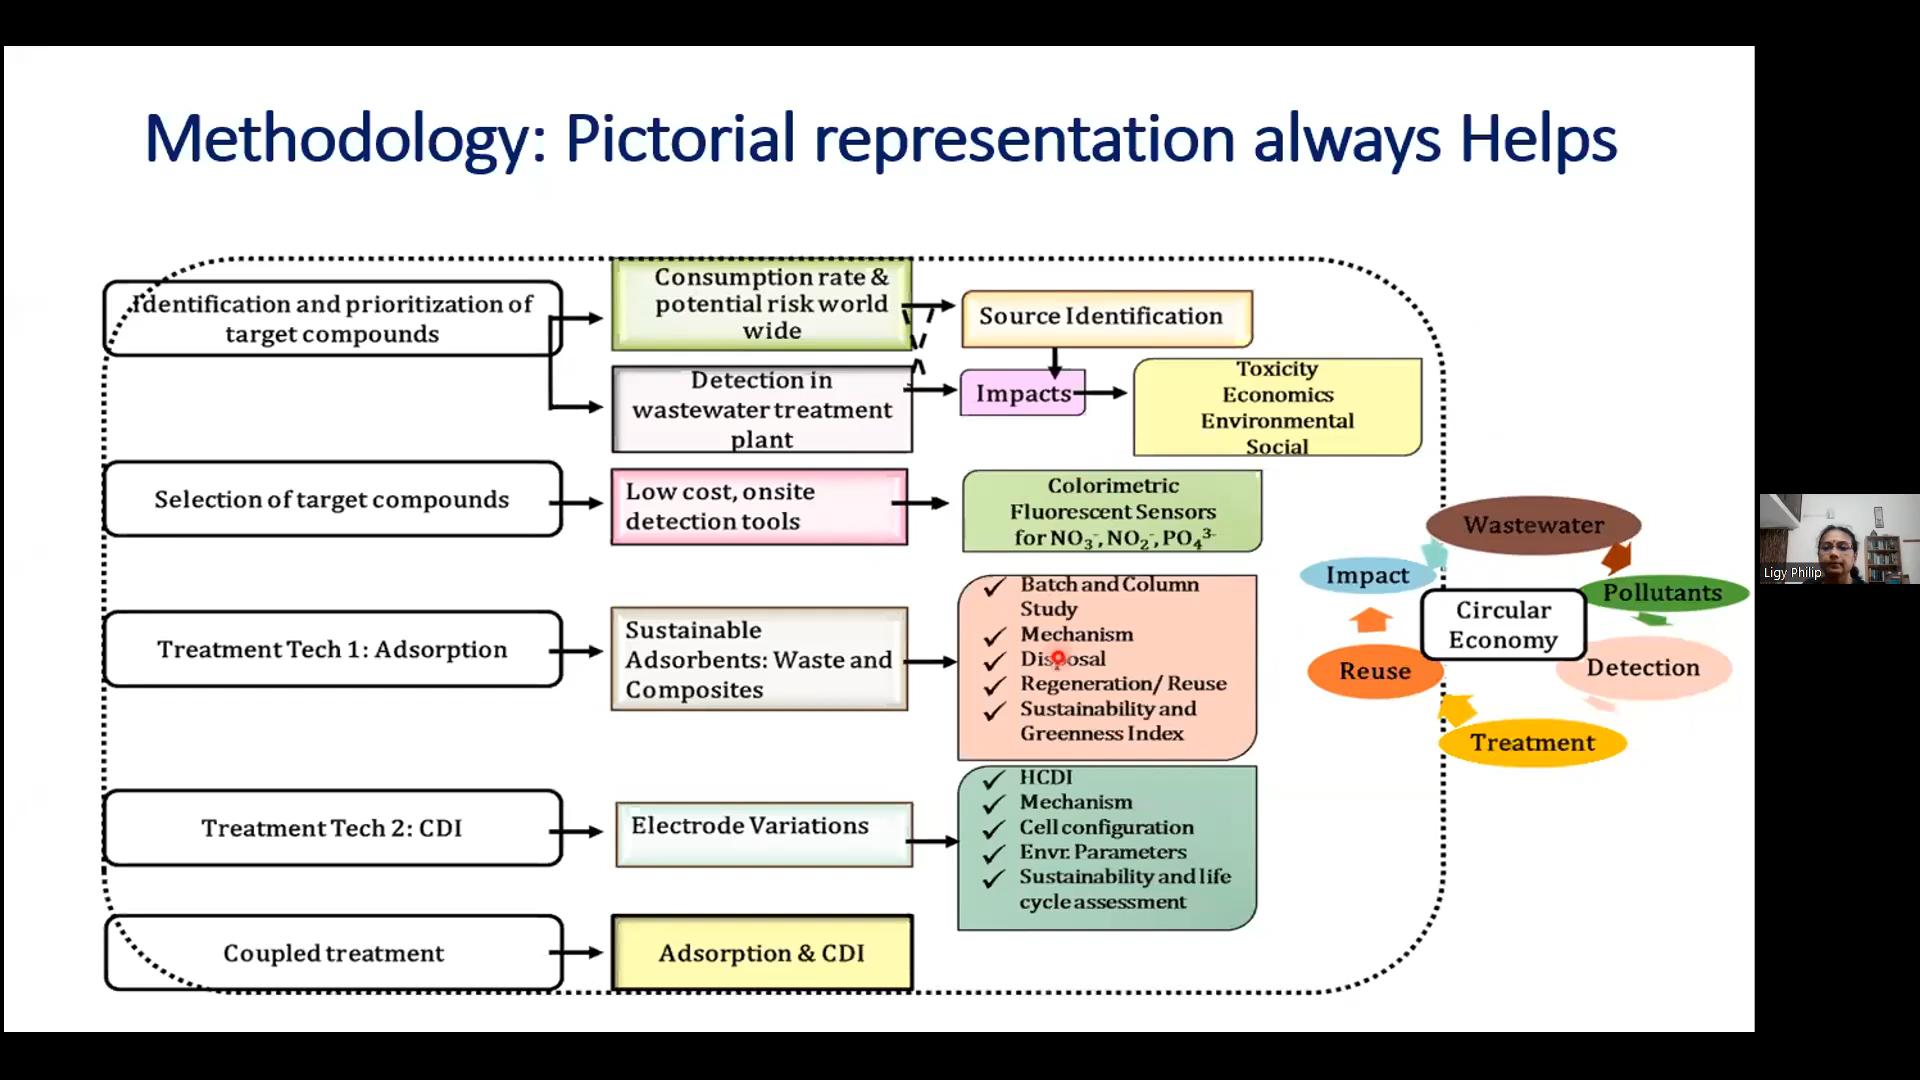 Methodology: Pictorial representation always Helps
Identification and prioritization of
target compounds
Consumption rate &
potential risk world
wide
Source Identification
Detection in
wastewater treatment
plant
Impacts
Toxicity
Economics
Environmental
Social
Selection of target compounds
Low cost, onsite
detection tools
Colorimetric
Fluorescent Sensors
for NO₃⁻, NO₂⁻, PO₄³⁻
Treatment Tech 1: Adsorption
Sustainable
Adsorbents: Waste and
Composites
✓ Batch and Column
Study
✓ Mechanism
✓ Disposal
✓ Regeneration/ Reuse
✓ Sustainability and
Greenness Index
Treatment Tech 2: CDI
Electrode Variations
✓ HCDI
✓ Mechanism
✓ Cell configuration
✓ Envr. Parameters
✓ Sustainability and life
cycle assessment
Coupled treatment
Adsorption & CDI
Wastewater
Pollutants
Detection
Treatment
Reuse
Impact
Circular
Economy
Ligy Philip